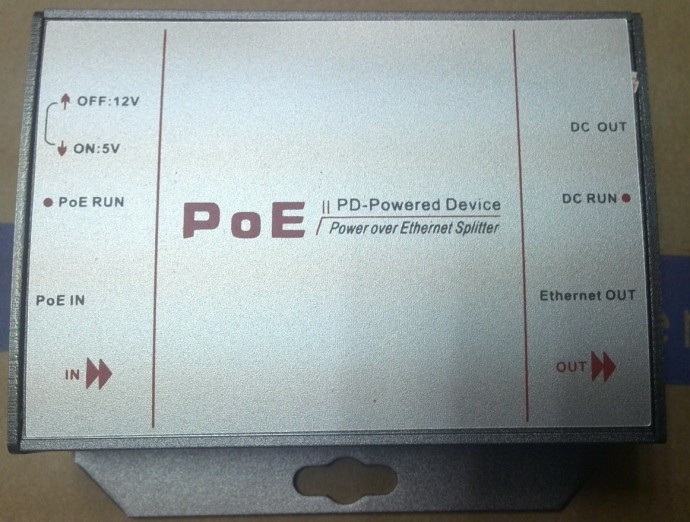 OFF:12V
ON:5V
PoE RUN
PoE IN
IN
PoE
PD-Powered Device
Power over Ethernet Splitter
DC OUT
DC RUN
Ethernet OUT
OUT